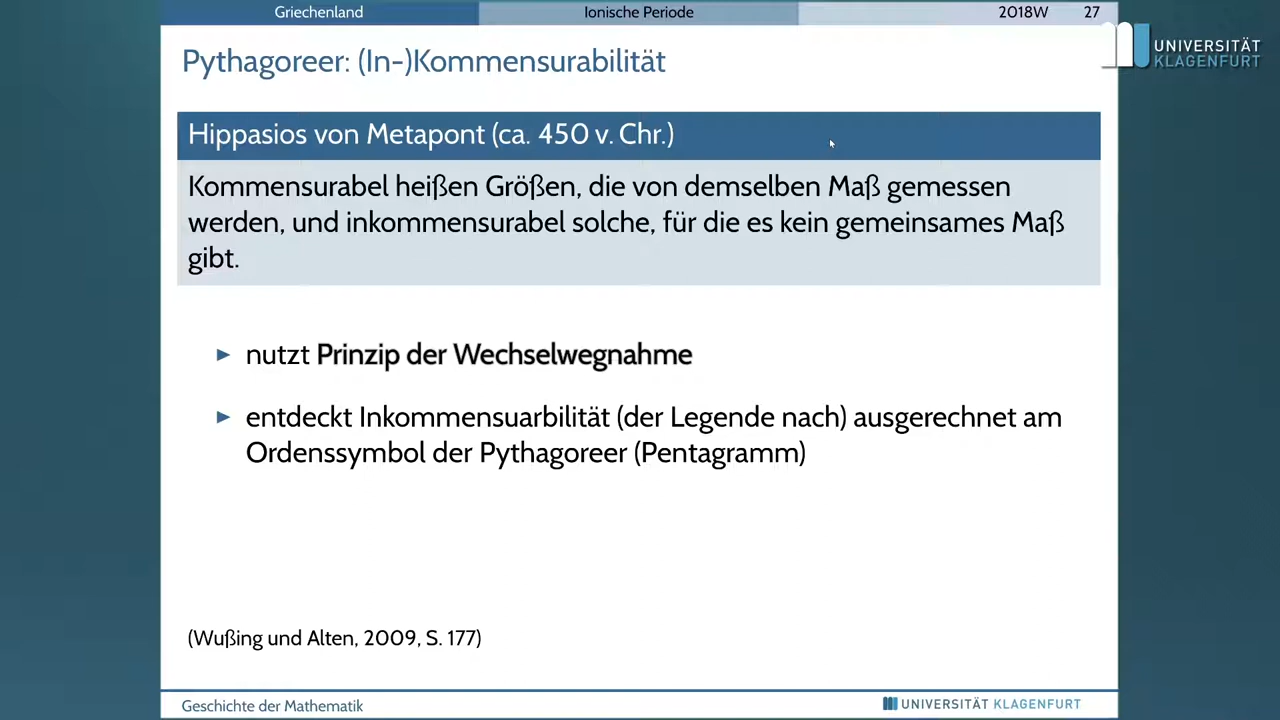 Griechenland Ionische Periode 2018W 27
UNIVERSITÄT
KLAGENFURT
Pythagoreer: (In-)Kommensurabilität
Hippasios von Metapont (ca. 450 v. Chr.)
Kommensurabel heißen Größen, die von demselben Maß gemessen
werden, und inkommensurabel solche, für die es kein gemeinsames Maß
gibt.
► nutzt Prinzip der Wechselwegnahme
► entdeckt Inkommensuarbilität (der Legende nach) ausgerechnet am
Ordenssymbol der Pythagoreer (Pentagramm)
(Wußing und Alten, 2009, S. 177)
Geschichte der Mathematik UNIVERSITÄT KLAGENFURT